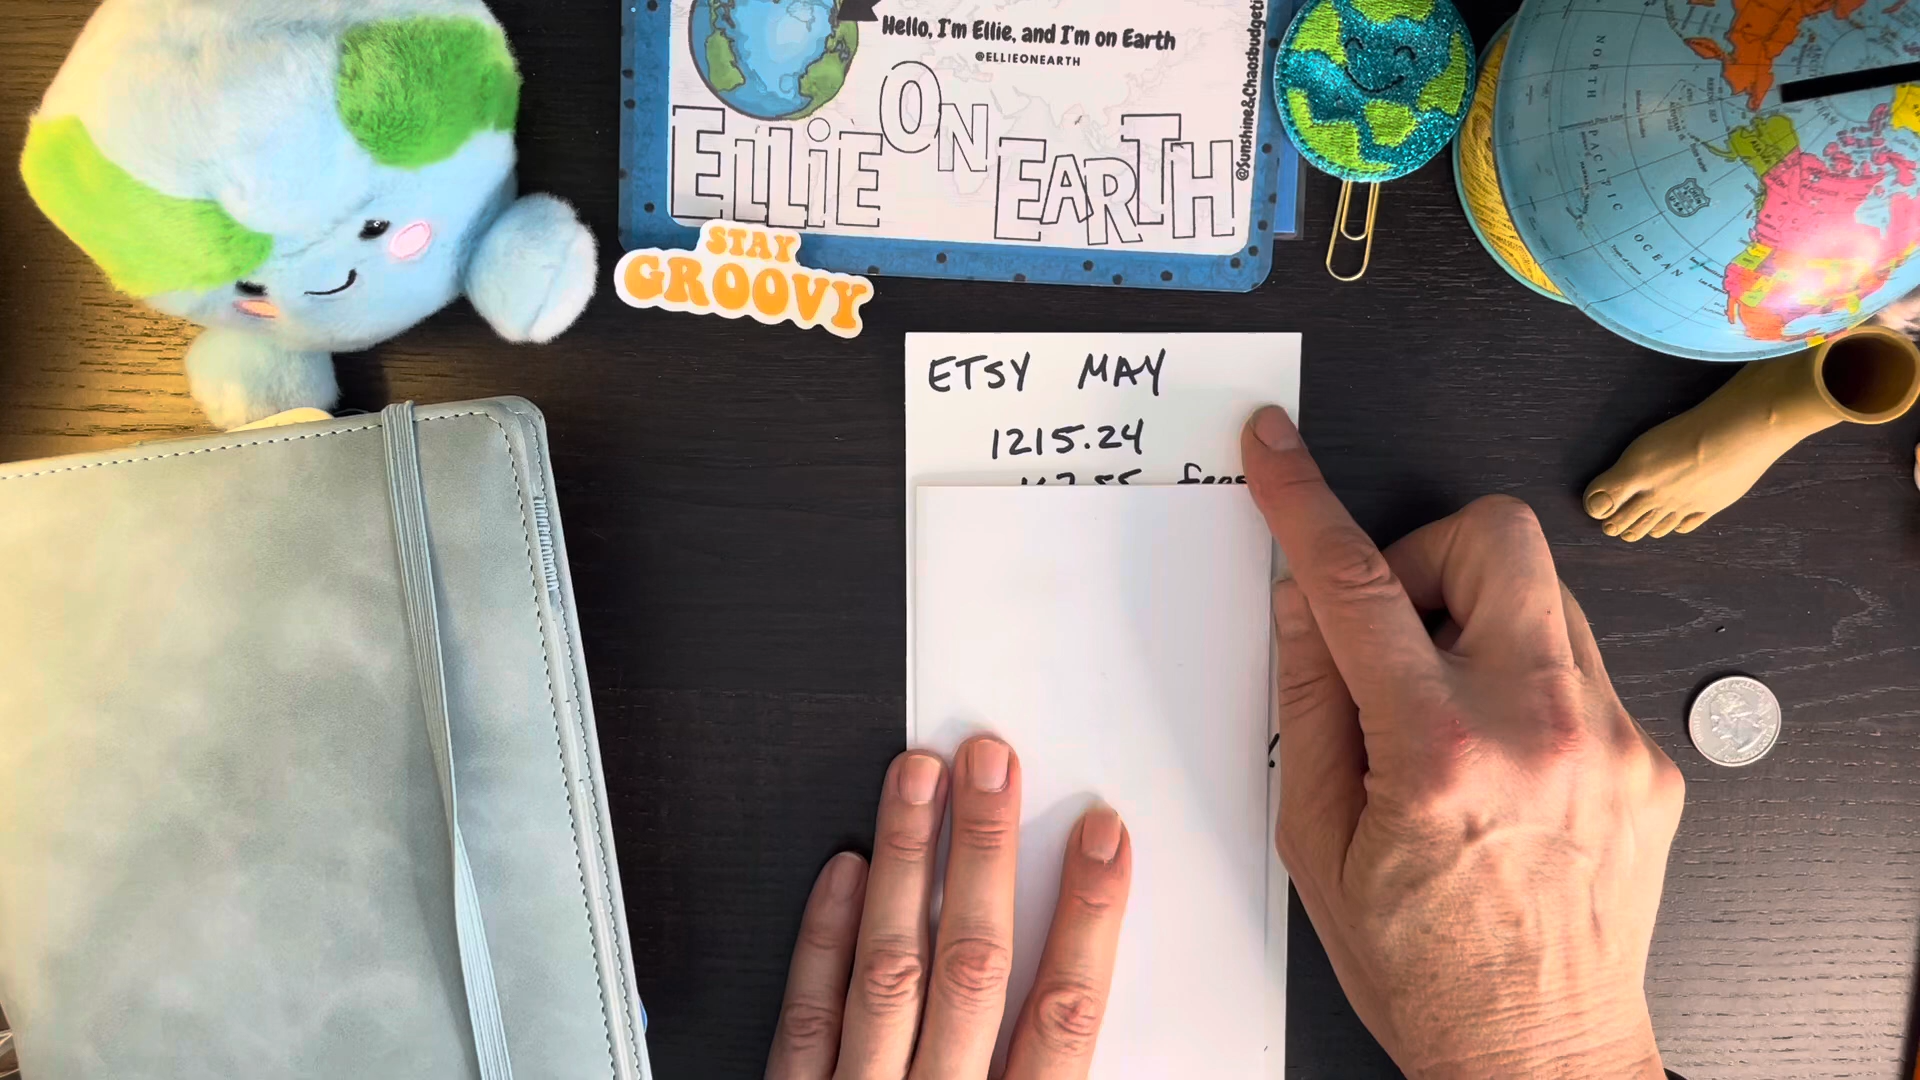 Hello, I'm Ellie, and I'm on Earth
@ELLIEONEARTH
ELLiE ON EARTH
@Sunshine&Chaosbudgeti
STAY
GROOVY
NORTH
PACIFIC
OCEAN
ETSY MAY
1215.24
fees